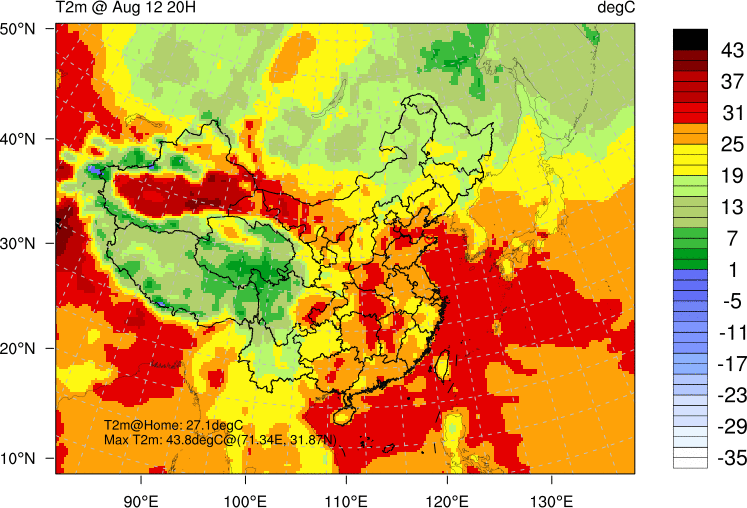 T2m @ Aug 12 20H
degC
50°N
40°N
30°N
20°N
10°N
T2m@Home: 27.1degC
Max T2m: 43.8degC@(71.34E, 31.87N)
90°E
100°E
110°E
120°E
130°E
43
37
31
25
19
13
7
1
-5
-11
-17
-23
-29
-35